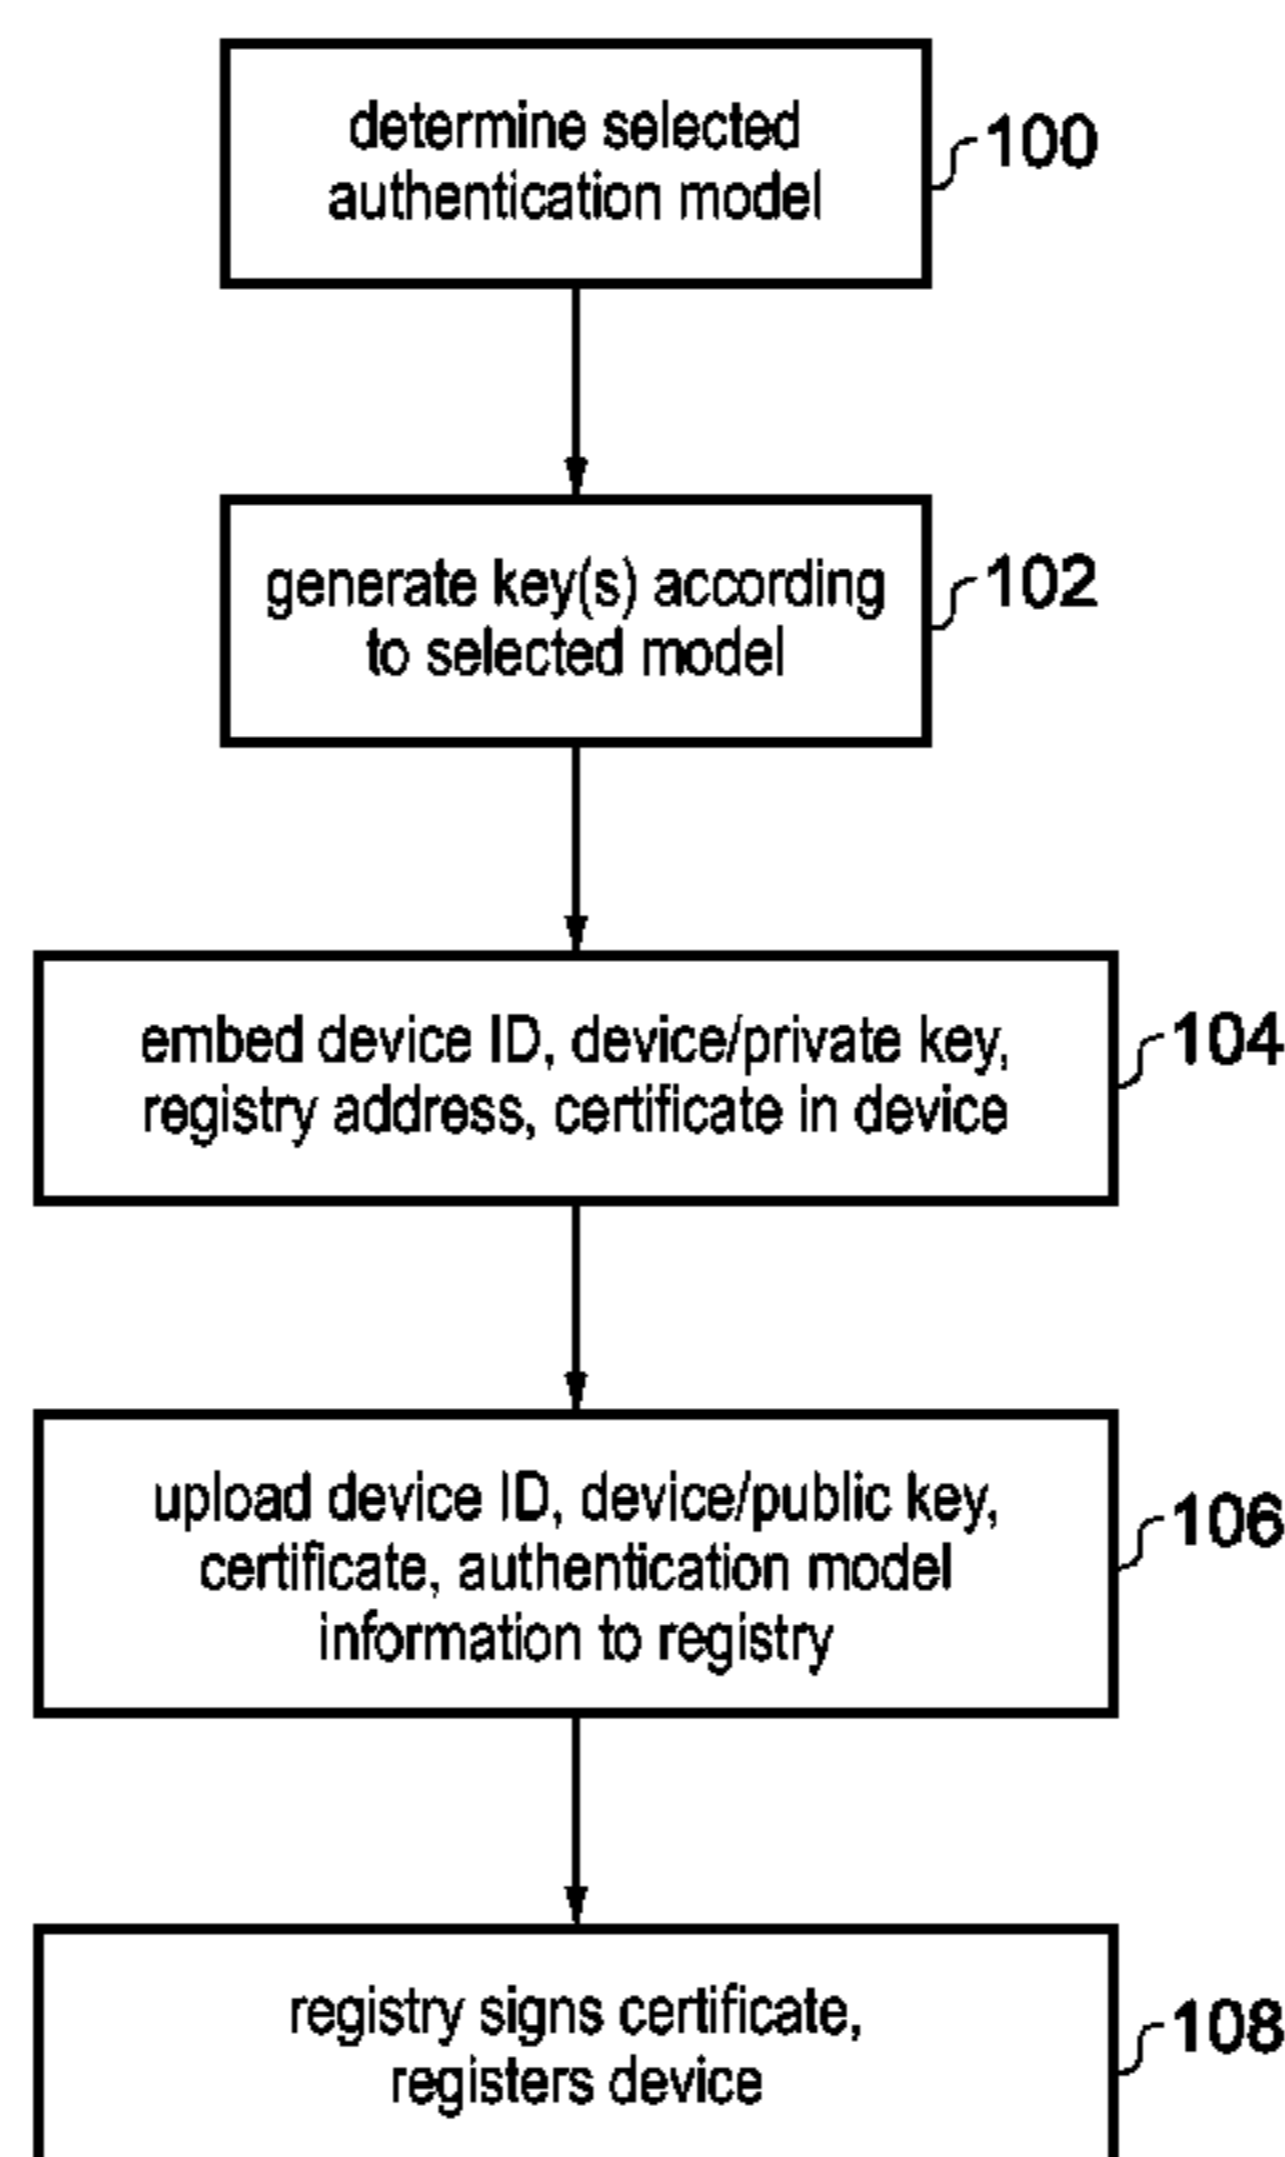 determine selected
authentication model
100
generate key(s) according
to selected model
102
embed device ID, device/private key,
registry address, certificate in device
104
upload device ID, device/public key,
certificate, authentication model
information to registry
106
registry signs certificate,
registers device
108